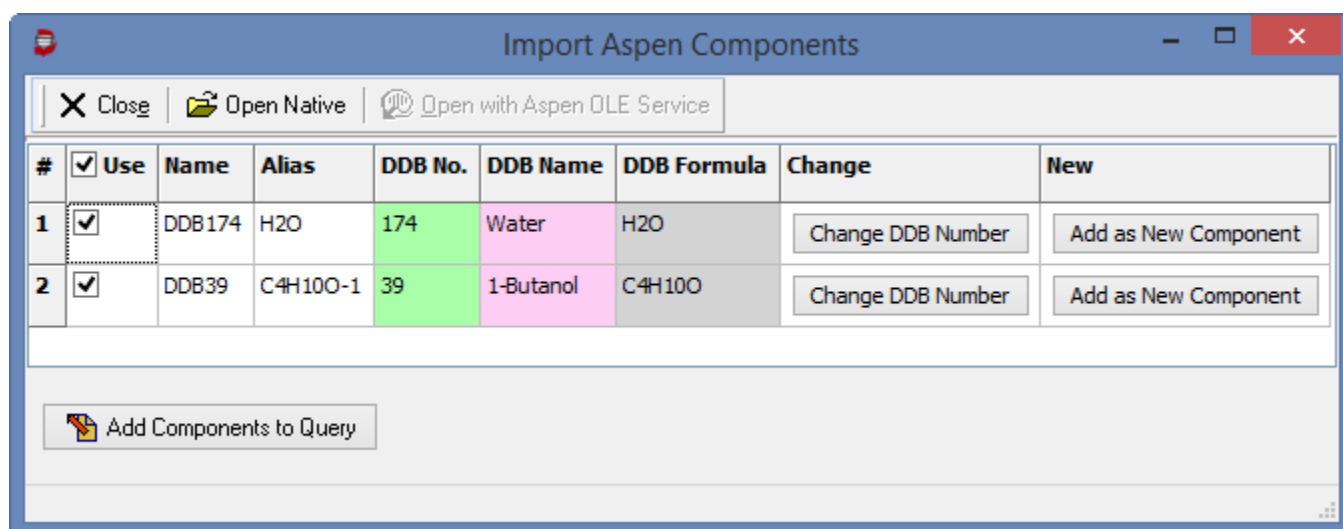 Import Aspen Components
Close Open Native Open with Aspen OLE Service
# Use Name Alias DDB No. DDB Name DDB Formula Change New
1 DDB174 H2O 174 Water H2O Change DDB Number Add as New Component
2 DDB39 C4H10O-1 39 1-Butanol C4H10O Change DDB Number Add as New Component
Add Components to Query